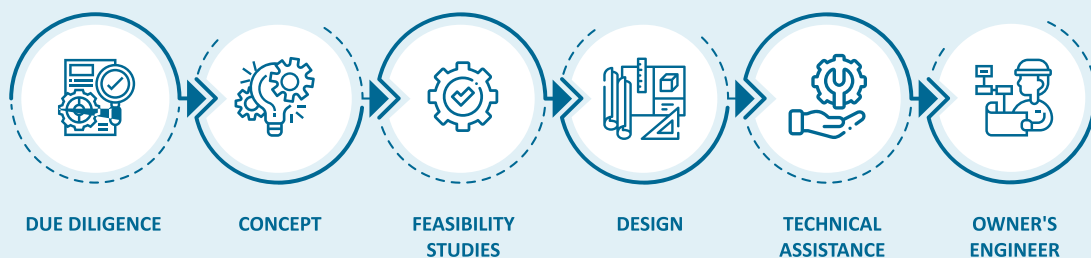 DUE DILIGENCE
CONCEPT
FEASIBILITY
STUDIES
DESIGN
TECHNICAL
ASSISTANCE
OWNER'S
ENGINEER